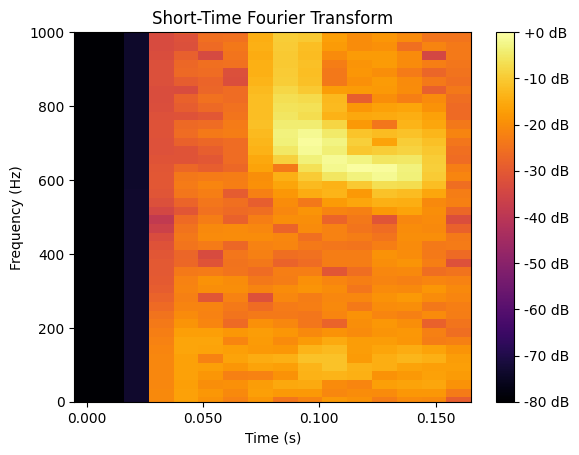 Short-Time Fourier Transform
1000
800
600
400
200
0
Frequency (Hz)
0.000
0.050
0.100
0.150
Time (s)
+0 dB
-10 dB
-20 dB
-30 dB
-40 dB
-50 dB
-60 dB
-70 dB
-80 dB